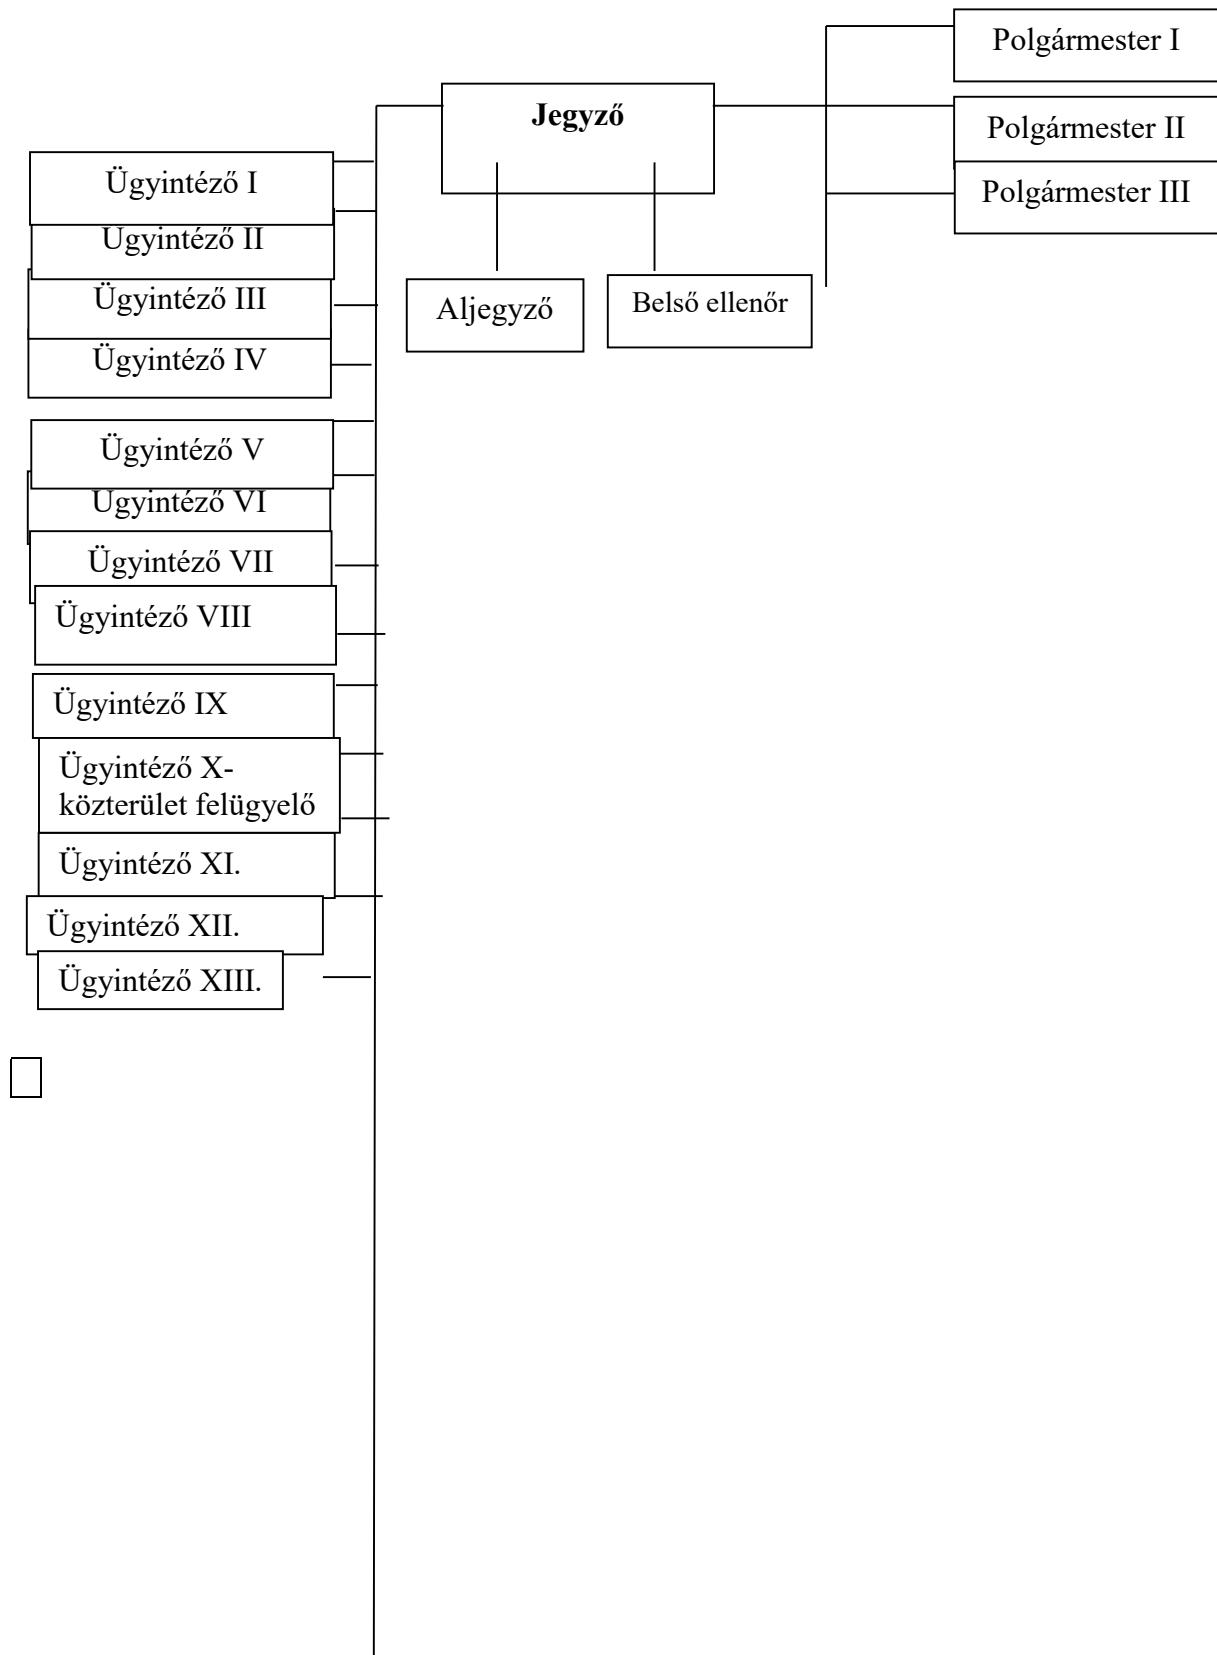 Polgármester I
Jegyző
Polgármester II
Polgármester III
Ügyintéző I
Ügyintéző II
Ügyintéző III
Ügyintéző IV
Aljegyző
Belső ellenőr
Ügyintéző V
Ügyintéző VI
Ügyintéző VII
Ügyintéző VIII
Ügyintéző IX
Ügyintéző X-
közterület felügyelő
Ügyintéző XI.
Ügyintéző XII.
Ügyintéző XIII.